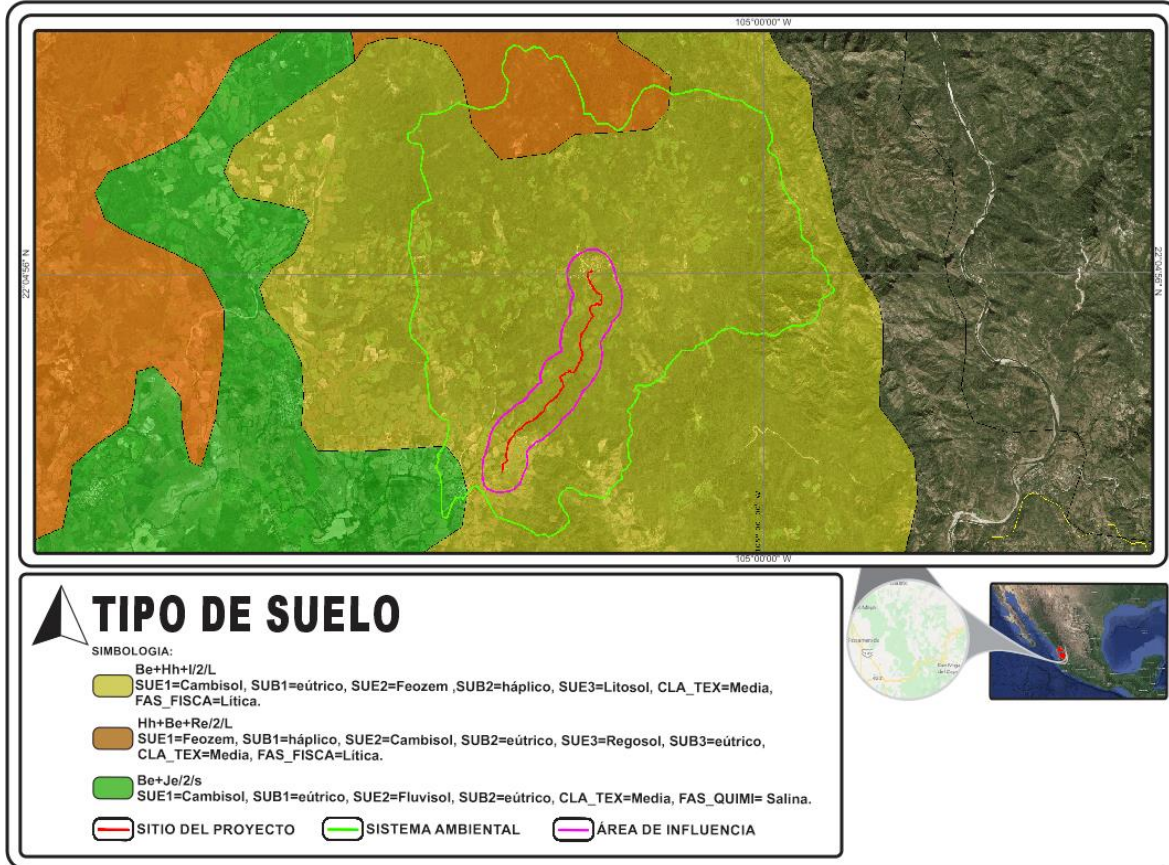 105°00'00" W
22°04'56" N
22°04'56" N
105°00'00" W
TIPO DE SUELO
SIMBOLOGIA:
Be+Hh+I/2/L
SUE1=Cambisol, SUB1=eútrico, SUE2=Feozem ,SUB2=háplico, SUE3=Litosol, CLA_TEX=Media,
FAS_FISCA=Lítica.
Hh+Be+Re/2/L
SUE1=Feozem, SUB1=háplico, SUE2=Cambisol, SUB2=eútrico, SUE3=Regosol, SUB3=eútrico,
CLA_TEX=Media, FAS_FISCA=Lítica.
Be+Je/2/s
SUE1=Cambisol, SUB1=eútrico, SUE2=Fluvisol, SUB2=eútrico, CLA_TEX=Media, FAS_QUIMI= Salina.
SITIO DEL PROYECTO
SISTEMA AMBIENTAL
ÁREA DE INFLUENCIA